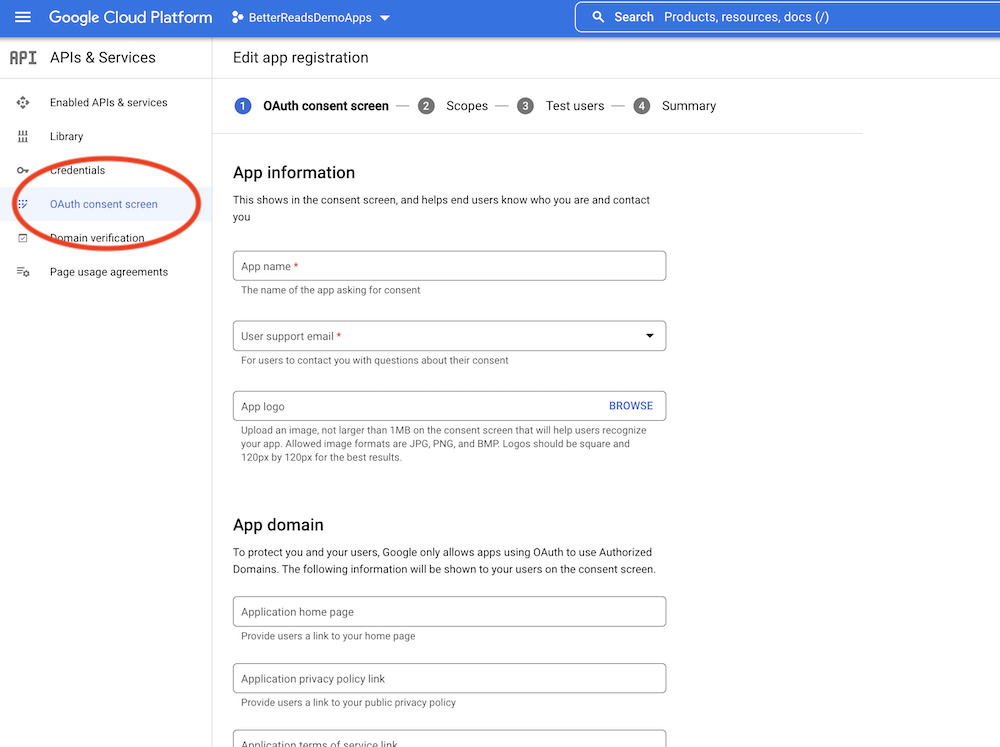 Google Cloud Platform
BetterReadsDemoApps
Search Products, resources, docs (/)
API APIs & Services
Edit app registration
Enabled APIs & services
Library
Credentials
OAuth consent screen
Domain verification
Page usage agreements
1 OAuth consent screen — 2 Scopes — 3 Test users — 4 Summary
App information
This shows in the consent screen, and helps end users know who you are and contact
you
App name *
The name of the app asking for consent
User support email *
For users to contact you with questions about their consent
App logo
BROWSE
Upload an image, not larger than 1MB on the consent screen that will help users recognize
your app. Allowed image formats are JPG, PNG, and BMP. Logos should be square and
120px by 120px for the best results.
App domain
To protect you and your users, Google only allows apps using OAuth to use Authorized
Domains. The following information will be shown to your users on the consent screen.
Application home page
Provide users a link to your home page
Application privacy policy link
Provide users a link to your public privacy policy
Application terms of service link